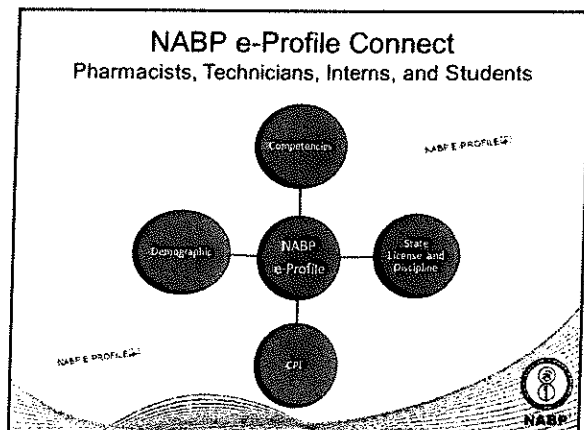 NABP e-Profile Connect
Pharmacists, Technicians, Interns, and Students
Competencies
NABP E-PROFILE
Demographic
NABP
e-Profile
State
License and
Discipline
NABP E-PROFILE
CPE
NABP